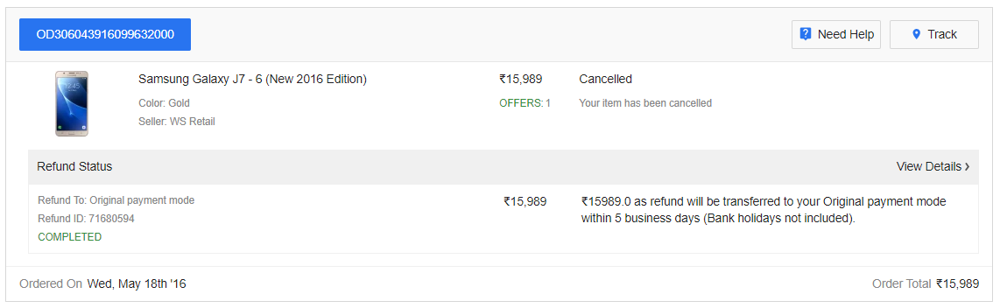 OD306043916099632000
Need Help
Track
Samsung Galaxy J7 - 6 (New 2016 Edition)
₹15,989
Cancelled
Color: Gold
OFFERS: 1
Your item has been cancelled
Seller: WS Retail
Refund Status
View Details ›
Refund To: Original payment mode
₹15,989
₹15989.0 as refund will be transferred to your Original payment mode
within 5 business days (Bank holidays not included).
Refund ID: 71680594
COMPLETED
Ordered On Wed, May 18th '16
Order Total ₹15,989